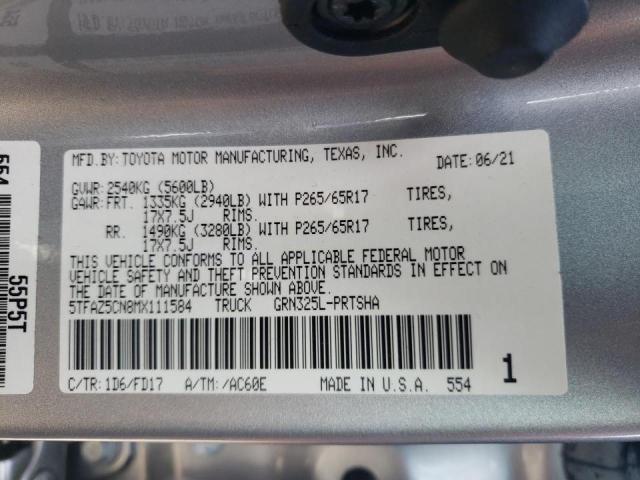 MFD.BY: TOYOTA MOTOR MANUFACTURING, TEXAS, INC. DATE: 06/21
GVWR: 2540KG (5600LB)
GAWR: FRT. 1335KG (2940LB) WITH P265/65R17 TIRES,
17X7.5J RIMS.
RR. 1490KG (3280LB) WITH P265/65R17 TIRES,
17X7.5J RIMS.
THIS VEHICLE CONFORMS TO ALL APPLICABLE FEDERAL MOTOR
VEHICLE SAFETY AND THEFT PREVENTION STANDARDS IN EFFECT ON
THE DATE OF MANUFACTURE SHOWN ABOVE.
5TFAZ5CN0MX111584 TRUCK GRN325L-PRTSHA
C/TR: 1D6/FD17 A/TM: /AC60E MADE IN U.S.A. 554 1
554
55P5T